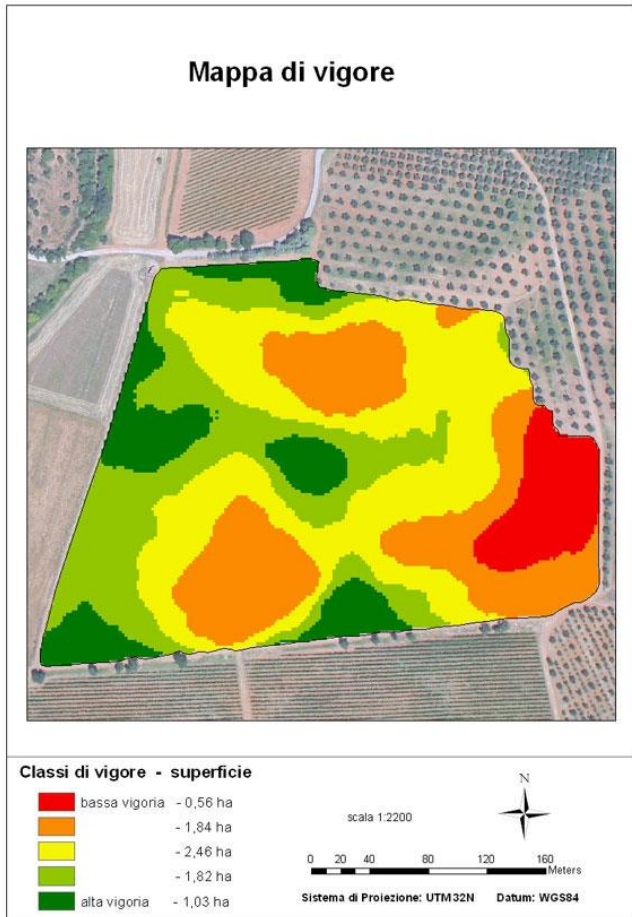 Mappa di vigore
Classi di vigore - superficie
bassa vigoria - 0,56 ha
- 1,84 ha
- 2,46 ha
- 1,82 ha
alta vigoria - 1,03 ha
scala 1:2200
N
0 20 40 80 120 160
Meters
Sistema di Proiezione: UTM32N Datum: WGS84